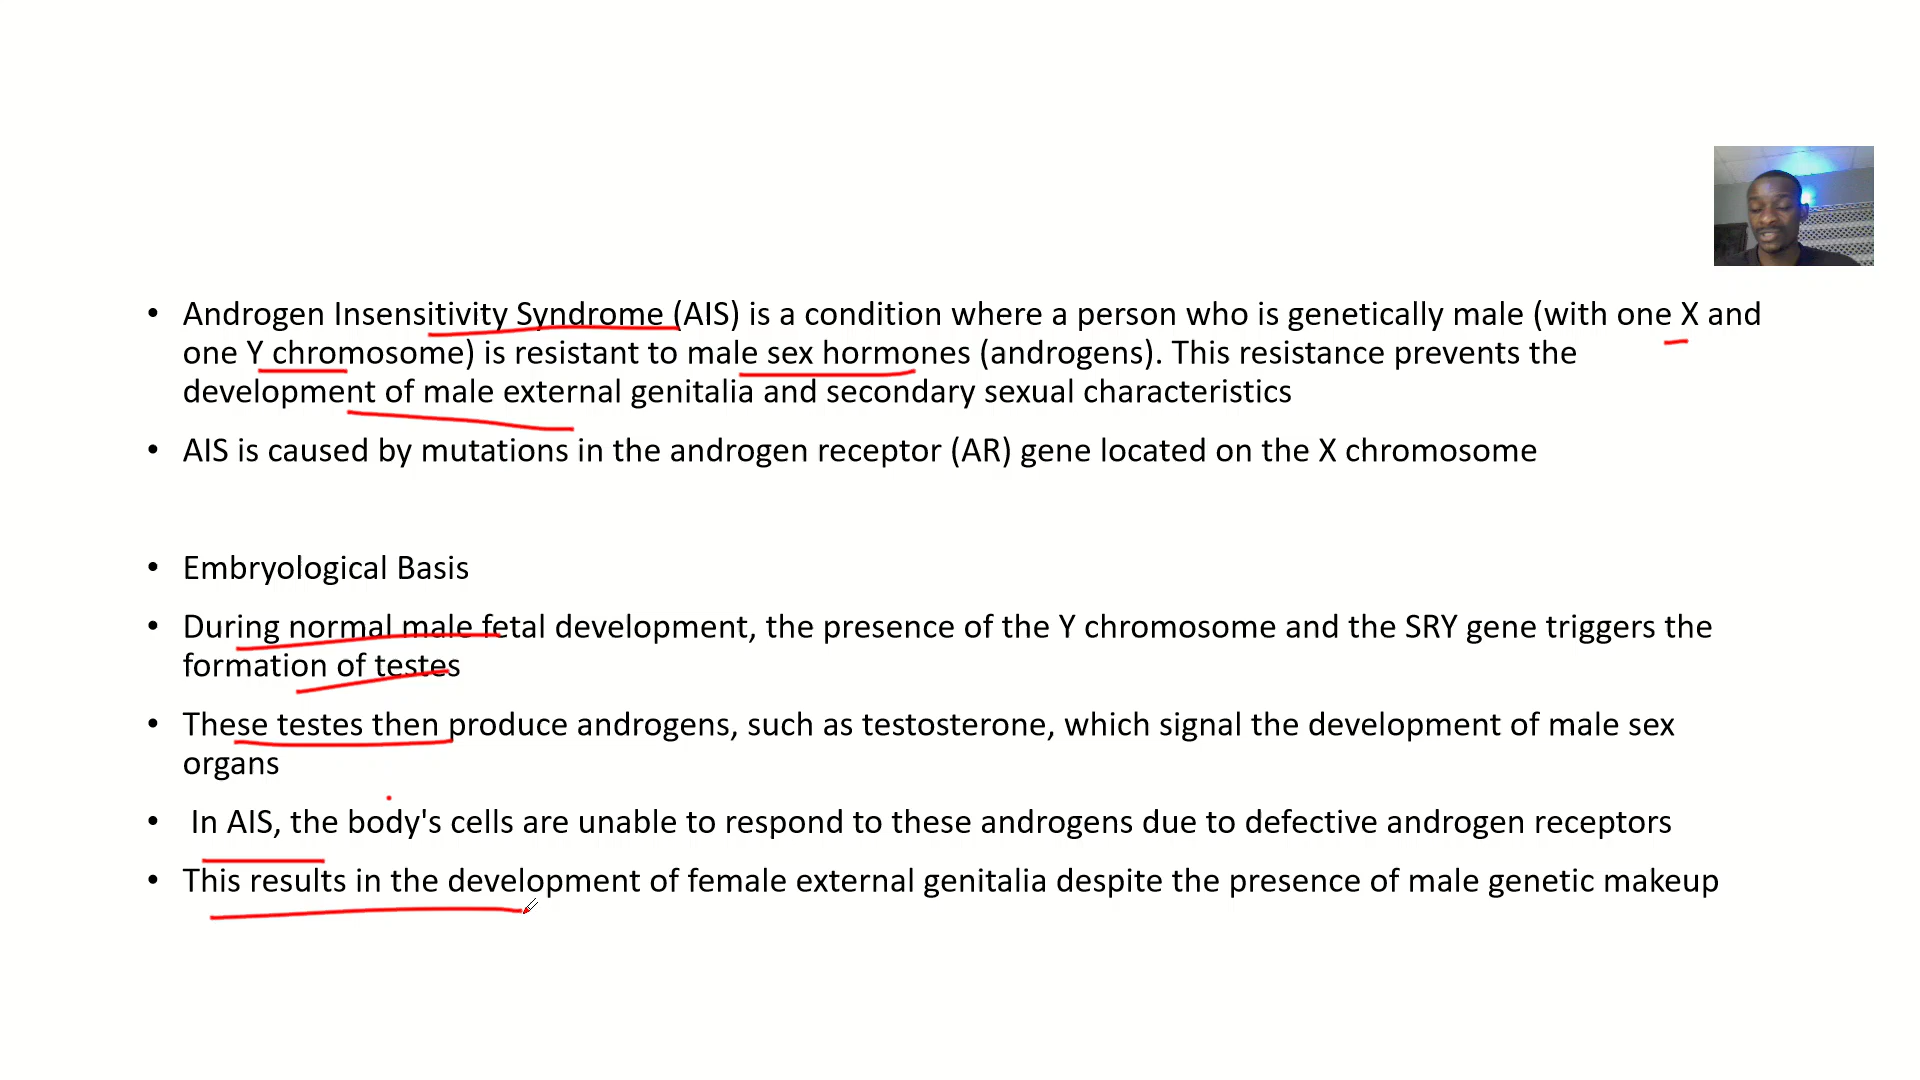 • Androgen Insensitivity Syndrome (AIS) is a condition where a person who is genetically male (with one X and
one Y chromosome) is resistant to male sex hormones (androgens). This resistance prevents the
development of male external genitalia and secondary sexual characteristics
• AIS is caused by mutations in the androgen receptor (AR) gene located on the X chromosome
• Embryological Basis
• During normal male fetal development, the presence of the Y chromosome and the SRY gene triggers the
formation of testes
• These testes then produce androgens, such as testosterone, which signal the development of male sex
organs
• In AIS, the body's cells are unable to respond to these androgens due to defective androgen receptors
• This results in the development of female external genitalia despite the presence of male genetic makeup